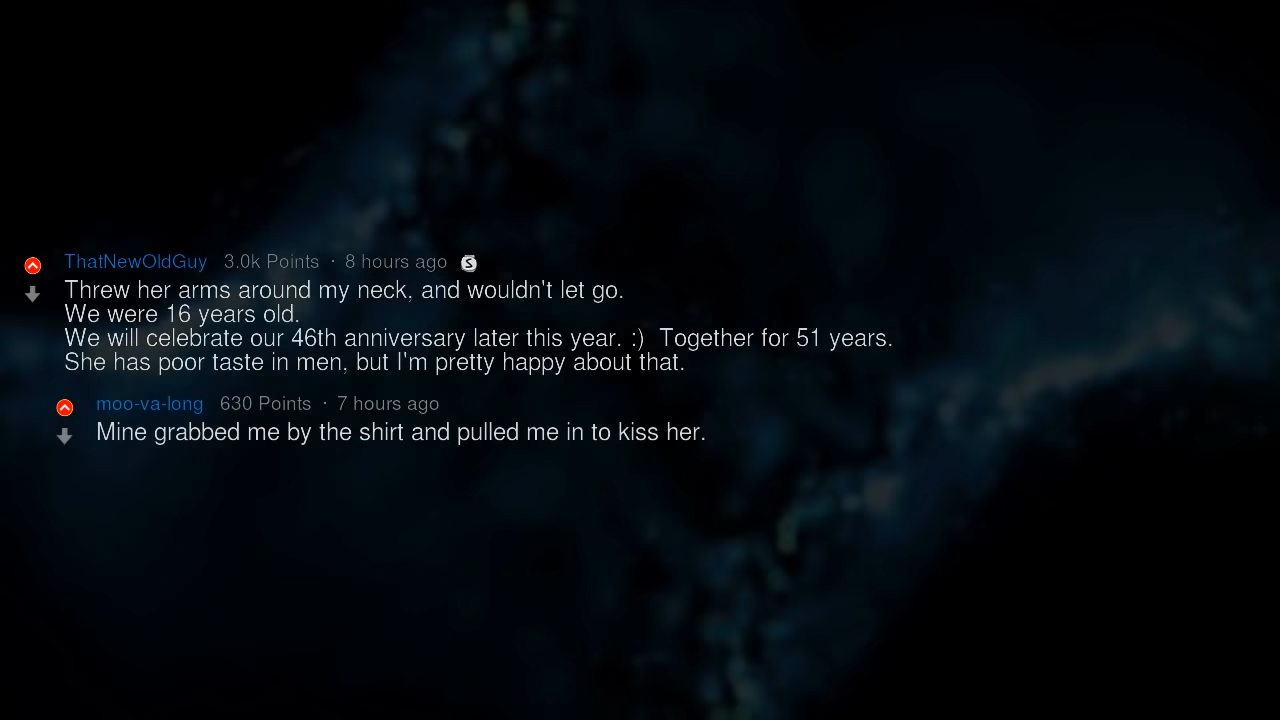 ThatNewOldGuy 3.0k Points · 8 hours ago S
Threw her arms around my neck, and wouldn't let go.
We were 16 years old.
We will celebrate our 46th anniversary later this year. :)  Together for 51 years.
She has poor taste in men, but I'm pretty happy about that.
moo-va-long 630 Points · 7 hours ago
Mine grabbed me by the shirt and pulled me in to kiss her.